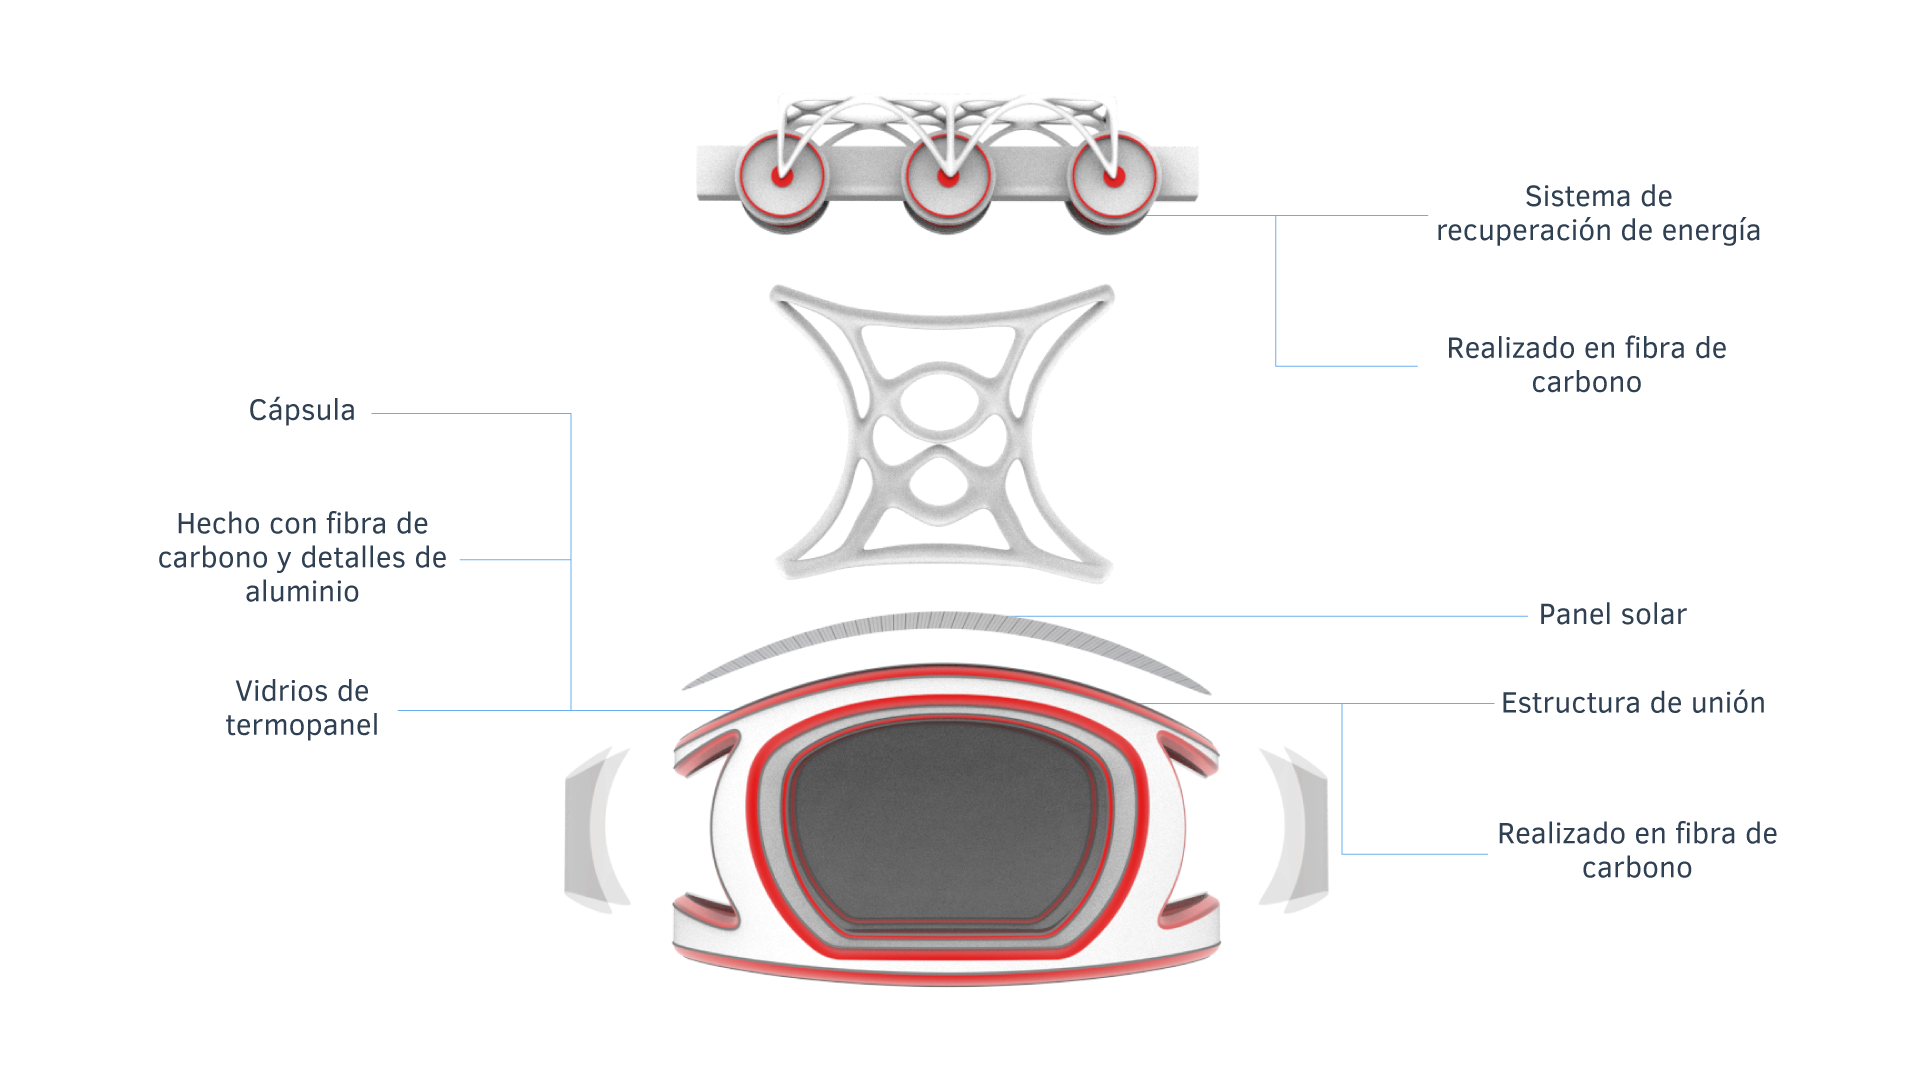 Sistema de
recuperación de energía
Realizado en fibra de
carbono
Cápsula
Hecho con fibra de
carbono y detalles de
aluminio
Vidrios de
termopanel
Panel solar
Estructura de unión
Realizado en fibra de
carbono